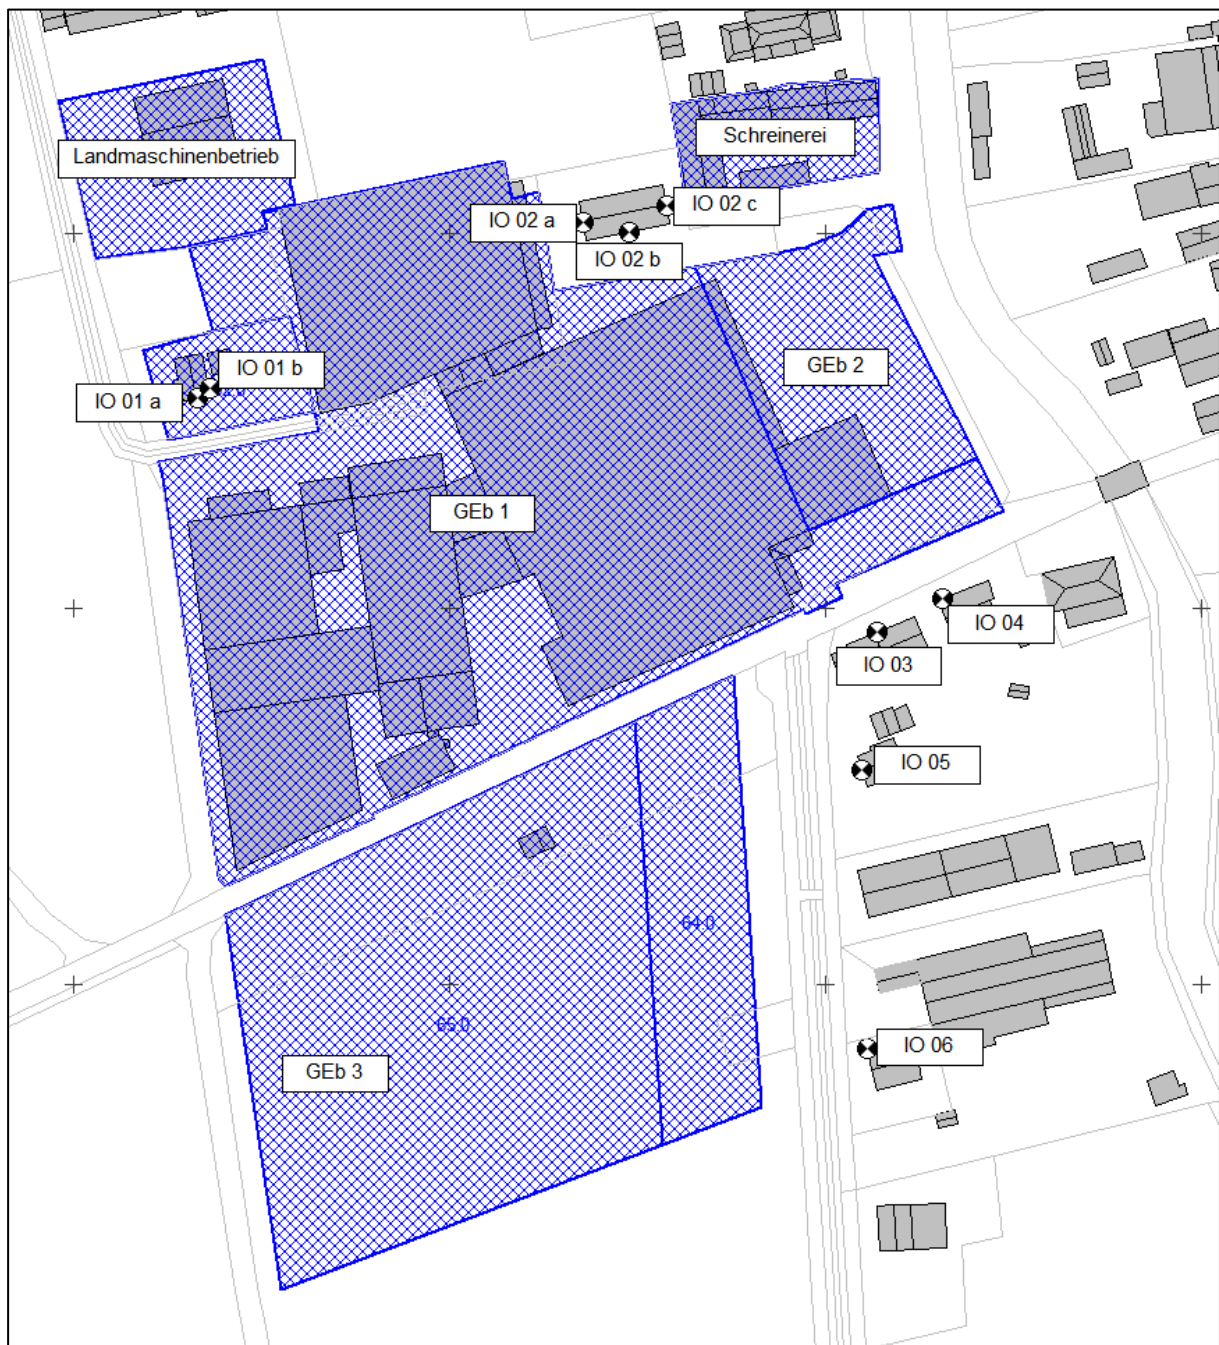 Landmaschinenbetrieb
Schreinerei
IO 02 a
IO 02 c
IO 02 b
IO 01 b
IO 01 a
GEb 2
GEb 1
IO 04
IO 03
IO 05
64.0
65.0
IO 06
GEb 3